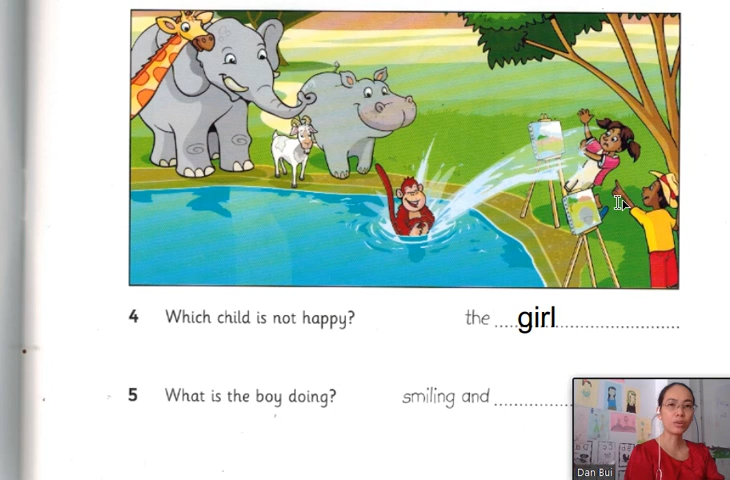 4 Which child is not happy? the ....girl..............................
5 What is the boy doing? smiling and ..................
Dan Bui